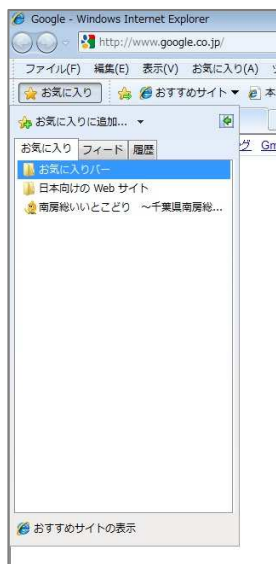 Google - Windows Internet Explorer
http://www.google.co.jp/
ファイル(F) 編集(E) 表示(V) お気に入り(A)
お気に入り おすすめサイト ▼ 本
お気に入りに追加... ▼
グ Gm
お気に入り フィード 履歴
お気に入りバー
日本向けの Web サイト
南房総いいとこどり ～千葉県南房総...
おすすめサイトの表示